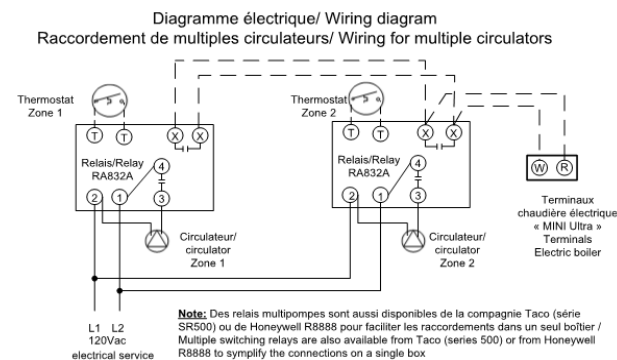 Diagramme électrique/ Wiring diagram
Raccordement de multiples circulateurs/ Wiring for multiple circulators
Thermostat
Zone 1
Thermostat
Zone 2
T T X X
T T X X
Relais/Relay
RA832A
4
2 1 3
Relais/Relay
RA832A
4
2 1 3
W R
Terminaux
chaudière électrique
« MINI Ultra »
Terminals
Electric boiler
Circulateur/
circulator
Zone 1
Circulateur/
circulator
Zone 2
L1 L2
120Vac
electrical service
Note: Des relais multipompes sont aussi disponibles de la compagnie Taco (série
SR500) ou de Honeywell R8888 pour faciliter les raccordements dans un seul boîtier /
Multiple switching relays are also available from Taco (series 500) or from Honeywell
R8888 to symplify the connections on a single box